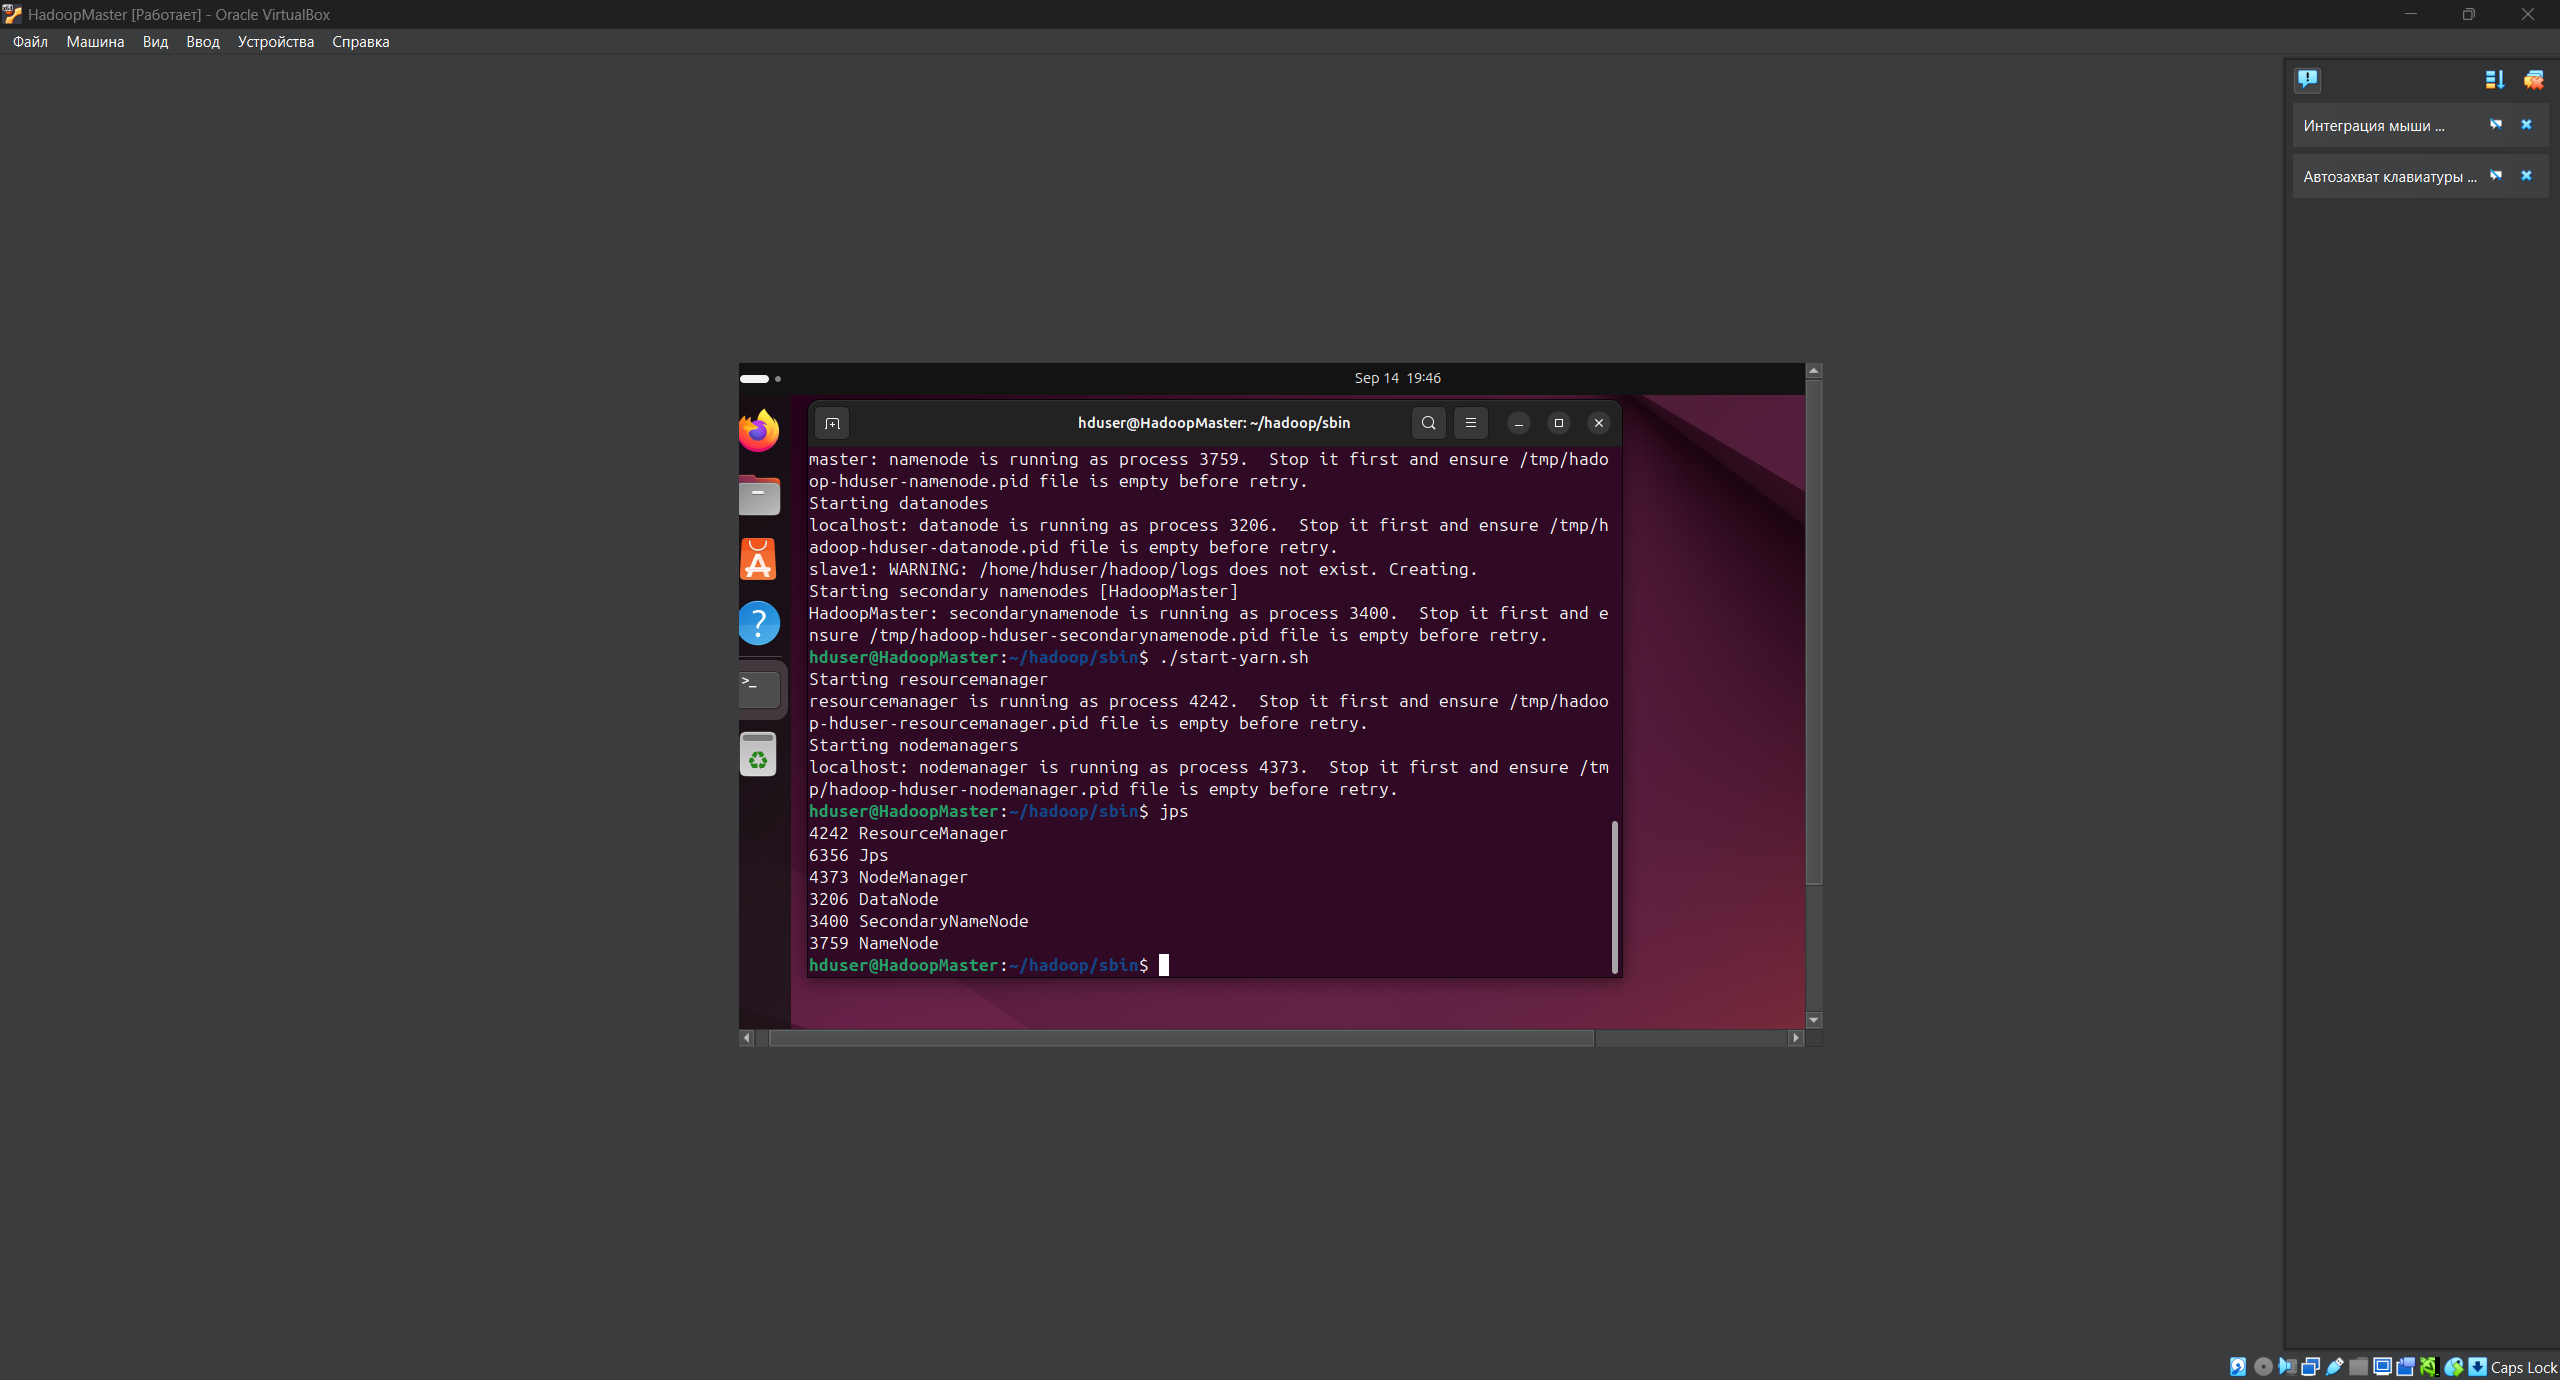 HadoopMaster [Работает] - Oracle VirtualBox
Файл Машина Вид Ввод Устройства Справка
Интеграция мыши ...
Автозахват клавиатуры ...
Sep 14 19:46
hduser@HadoopMaster: ~/hadoop/sbin
master: namenode is running as process 3759.  Stop it first and ensure /tmp/hado
op-hduser-namenode.pid file is empty before retry.
Starting datanodes
localhost: datanode is running as process 3206.  Stop it first and ensure /tmp/h
adoop-hduser-datanode.pid file is empty before retry.
slave1: WARNING: /home/hduser/hadoop/logs does not exist. Creating.
Starting secondary namenodes [HadoopMaster]
HadoopMaster: secondarynamenode is running as process 3400.  Stop it first and e
nsure /tmp/hadoop-hduser-secondarynamenode.pid file is empty before retry.
hduser@HadoopMaster:~/hadoop/sbin$ ./start-yarn.sh
Starting resourcemanager
resourcemanager is running as process 4242.  Stop it first and ensure /tmp/hadoo
p-hduser-resourcemanager.pid file is empty before retry.
Starting nodemanagers
localhost: nodemanager is running as process 4373.  Stop it first and ensure /tm
p/hadoop-hduser-nodemanager.pid file is empty before retry.
hduser@HadoopMaster:~/hadoop/sbin$ jps
4242 ResourceManager
6356 Jps
4373 NodeManager
3206 DataNode
3400 SecondaryNameNode
3759 NameNode
hduser@HadoopMaster:~/hadoop/sbin$
Caps Lock